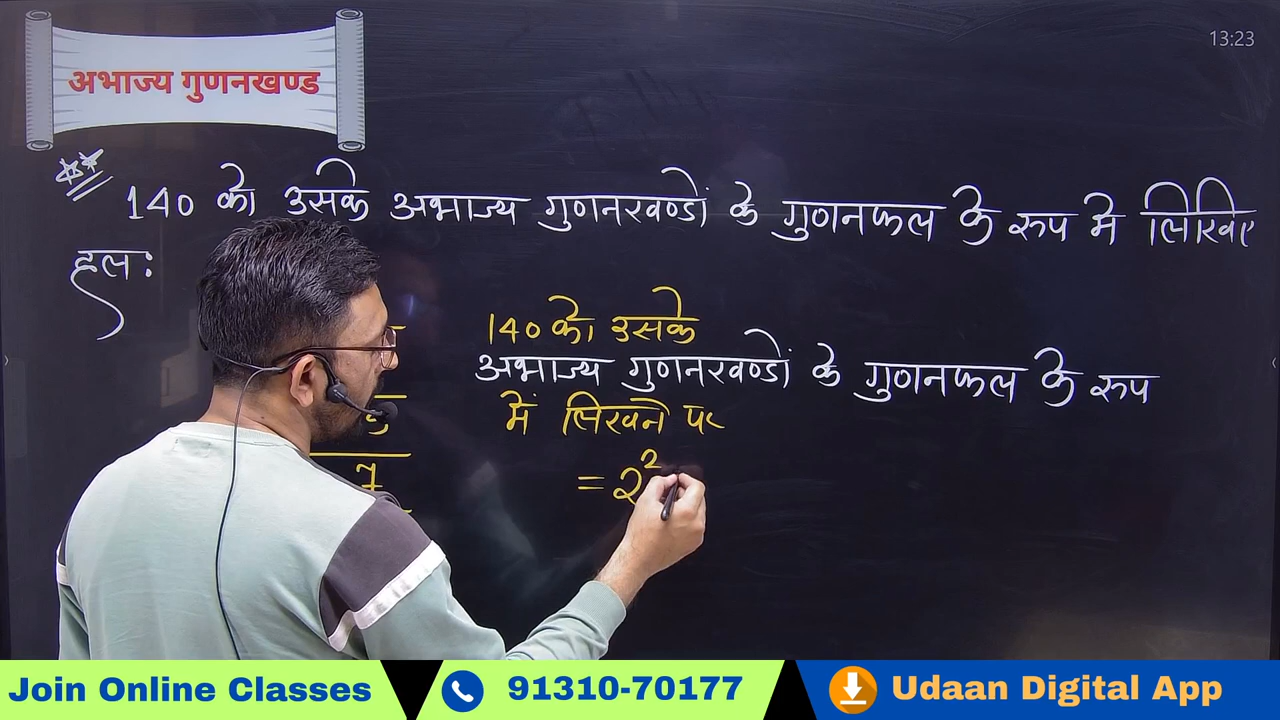 13:23
अभाज्य गुणनखण्ड
140 को उसके अभाज्य गुणनखण्डों के गुणनफल के रुप मे लिखिए
हल:
140 को उसके
अभाज्य गुणनखण्डों के गुणनफल के रुप
में लिखने पर
7
= 2²
Join Online Classes
91310-70177
Udaan Digital App